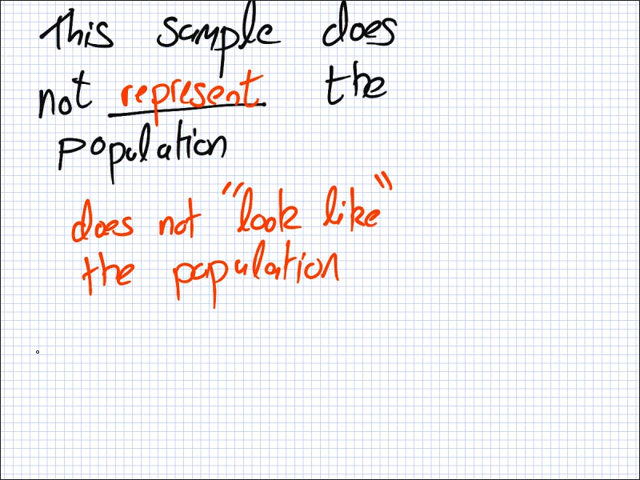 This sample does
not represent the
population
does not "look like"
the population